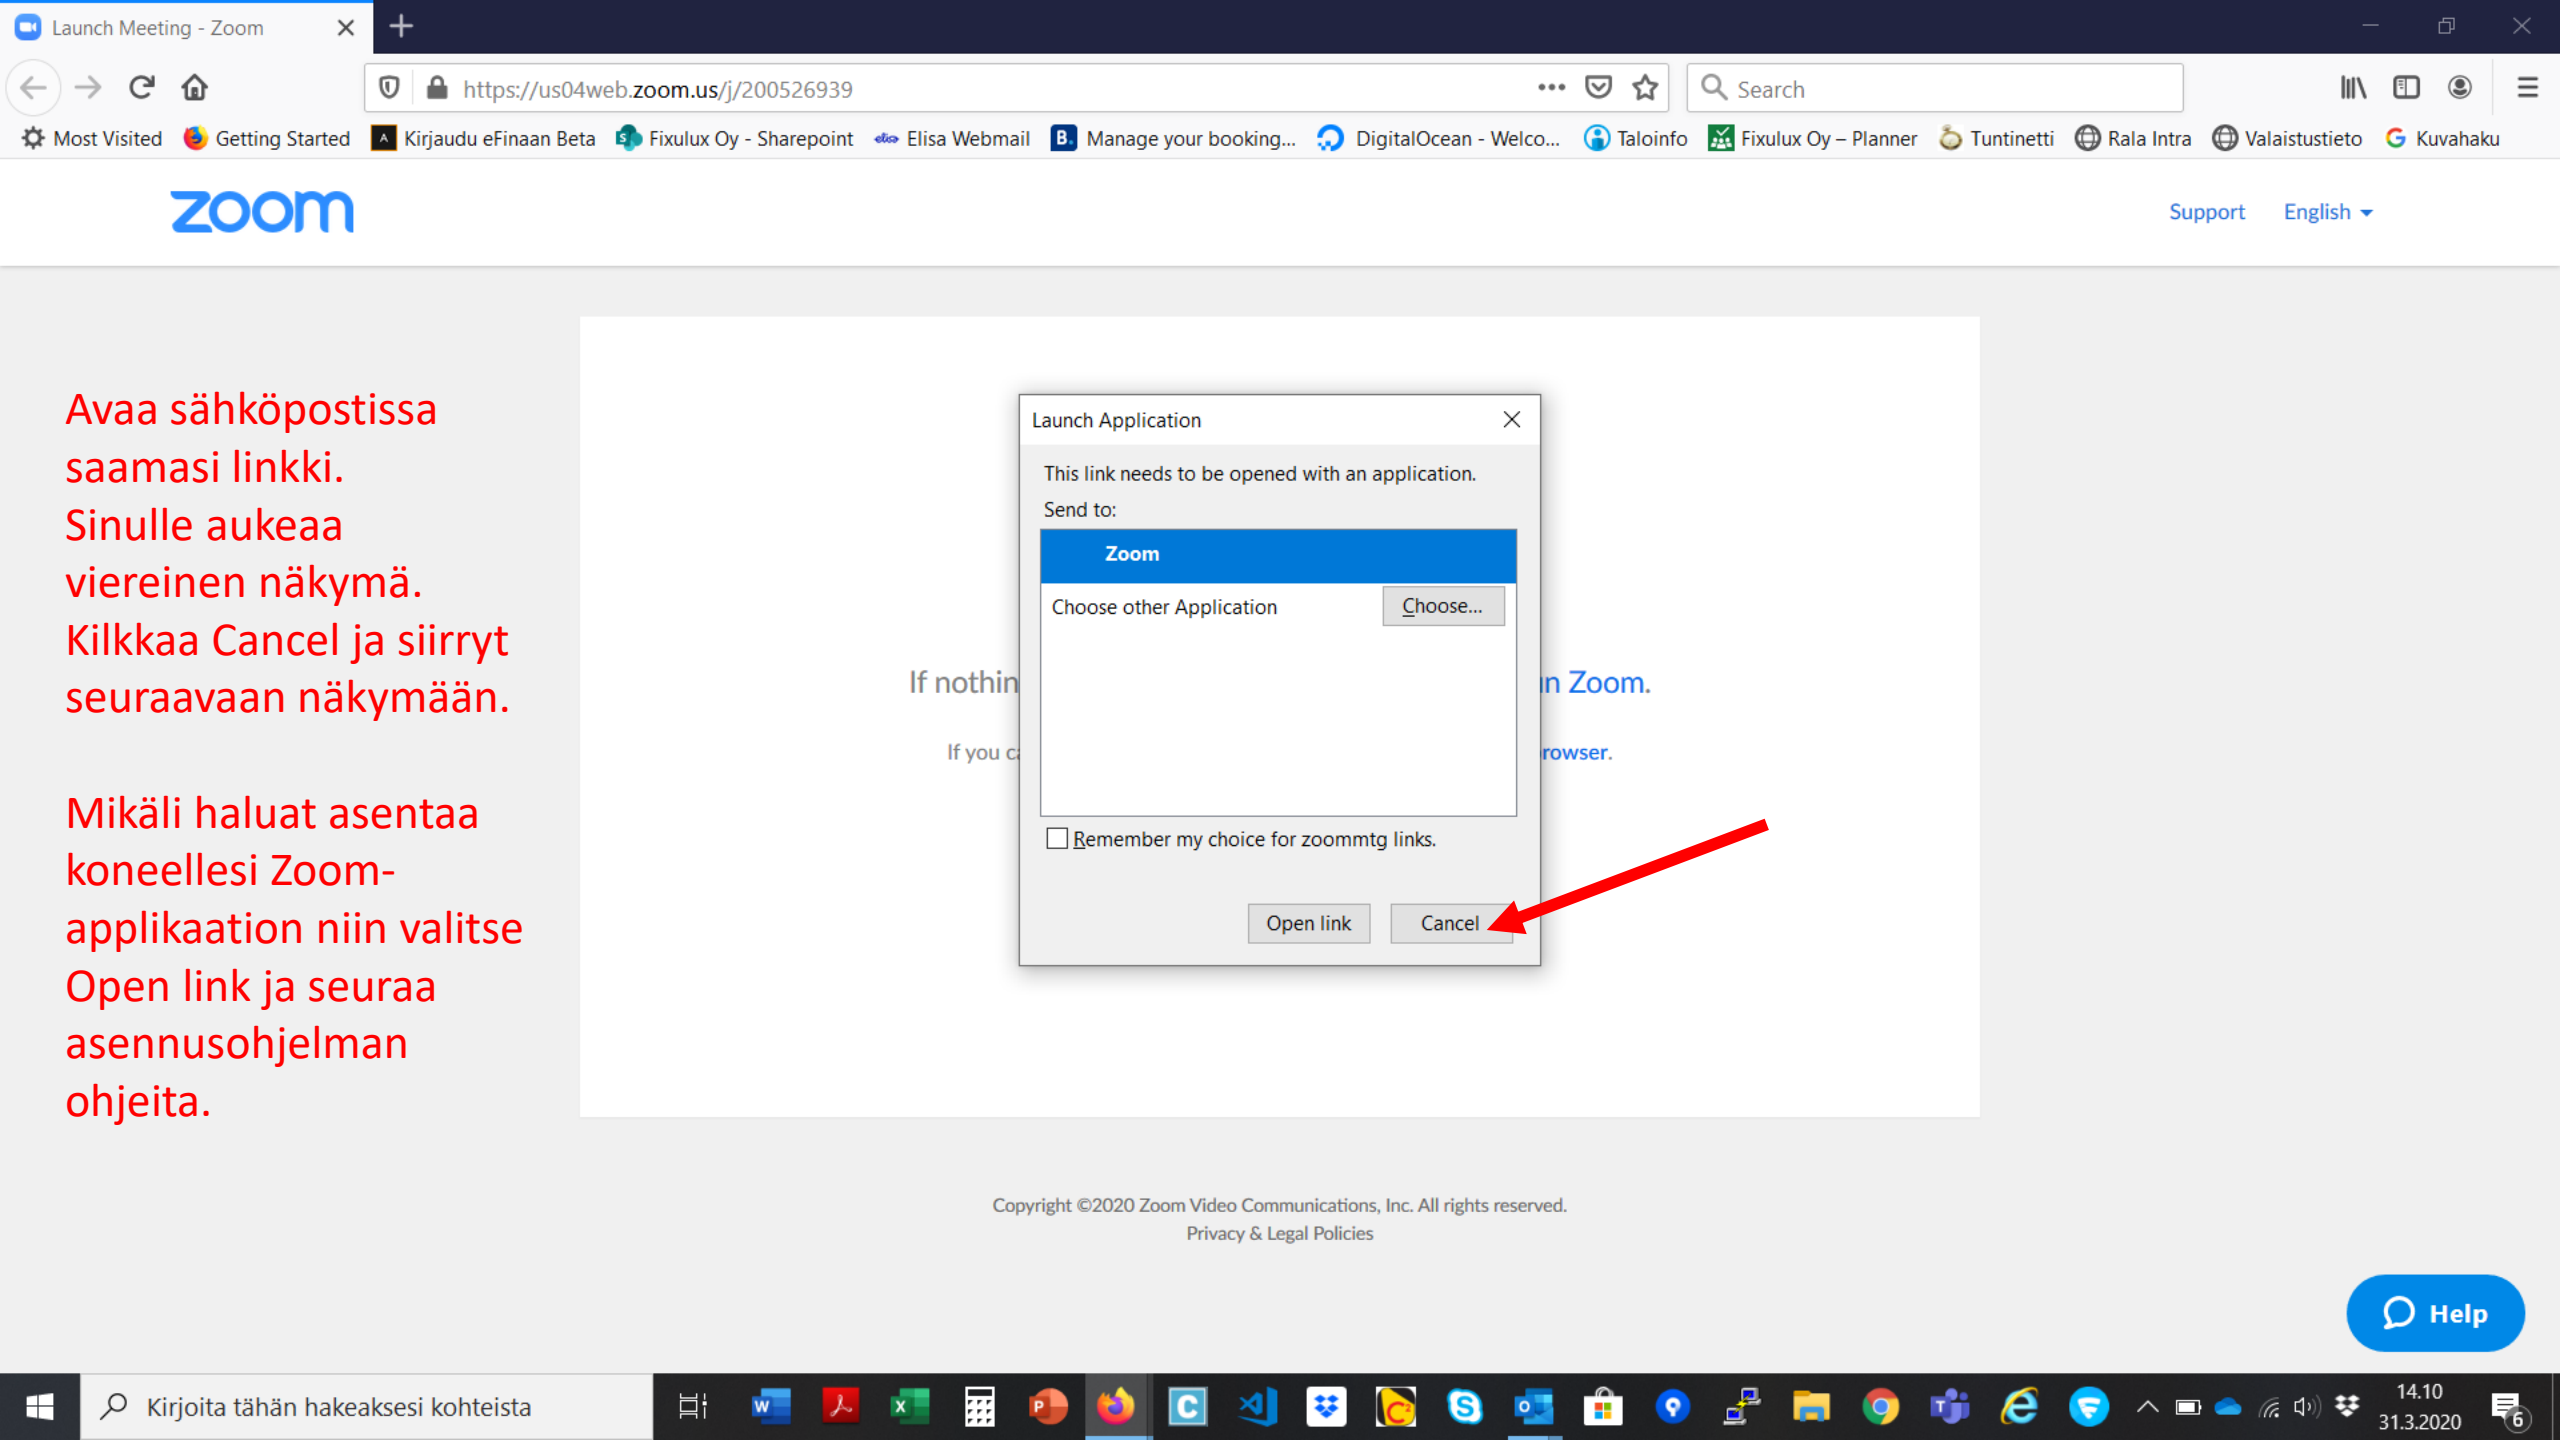 Launch Meeting - Zoom
https://us04web.zoom.us/j/200526939
Search
Most Visited Getting Started Kirjaudu eFinaan Beta Fixulux Oy - Sharepoint Elisa Webmail Manage your booking... DigitalOcean - Welco... Taloinfo Fixulux Oy – Planner Tuntinetti Rala Intra Valaistustieto Kuvahaku
zoom
Support English
Avaa sähköpostissa
saamasi linkki.
Sinulle aukeaa
viereinen näkymä.
Kilkkaa Cancel ja siirryt
seuraavaan näkymään.
Mikäli haluat asentaa
koneellesi Zoom-
applikaation niin valitse
Open link ja seuraa
asennusohjelman
ohjeita.
Launch Application
This link needs to be opened with an application.
Send to:
Zoom
Choose other Application Choose...
If nothin n Zoom.
If you ca rowser.
Remember my choice for zoommtg links.
Open link Cancel
Copyright ©2020 Zoom Video Communications, Inc. All rights reserved.
Privacy & Legal Policies
Help
Kirjoita tähän hakeaksesi kohteista
14.10
31.3.2020
6